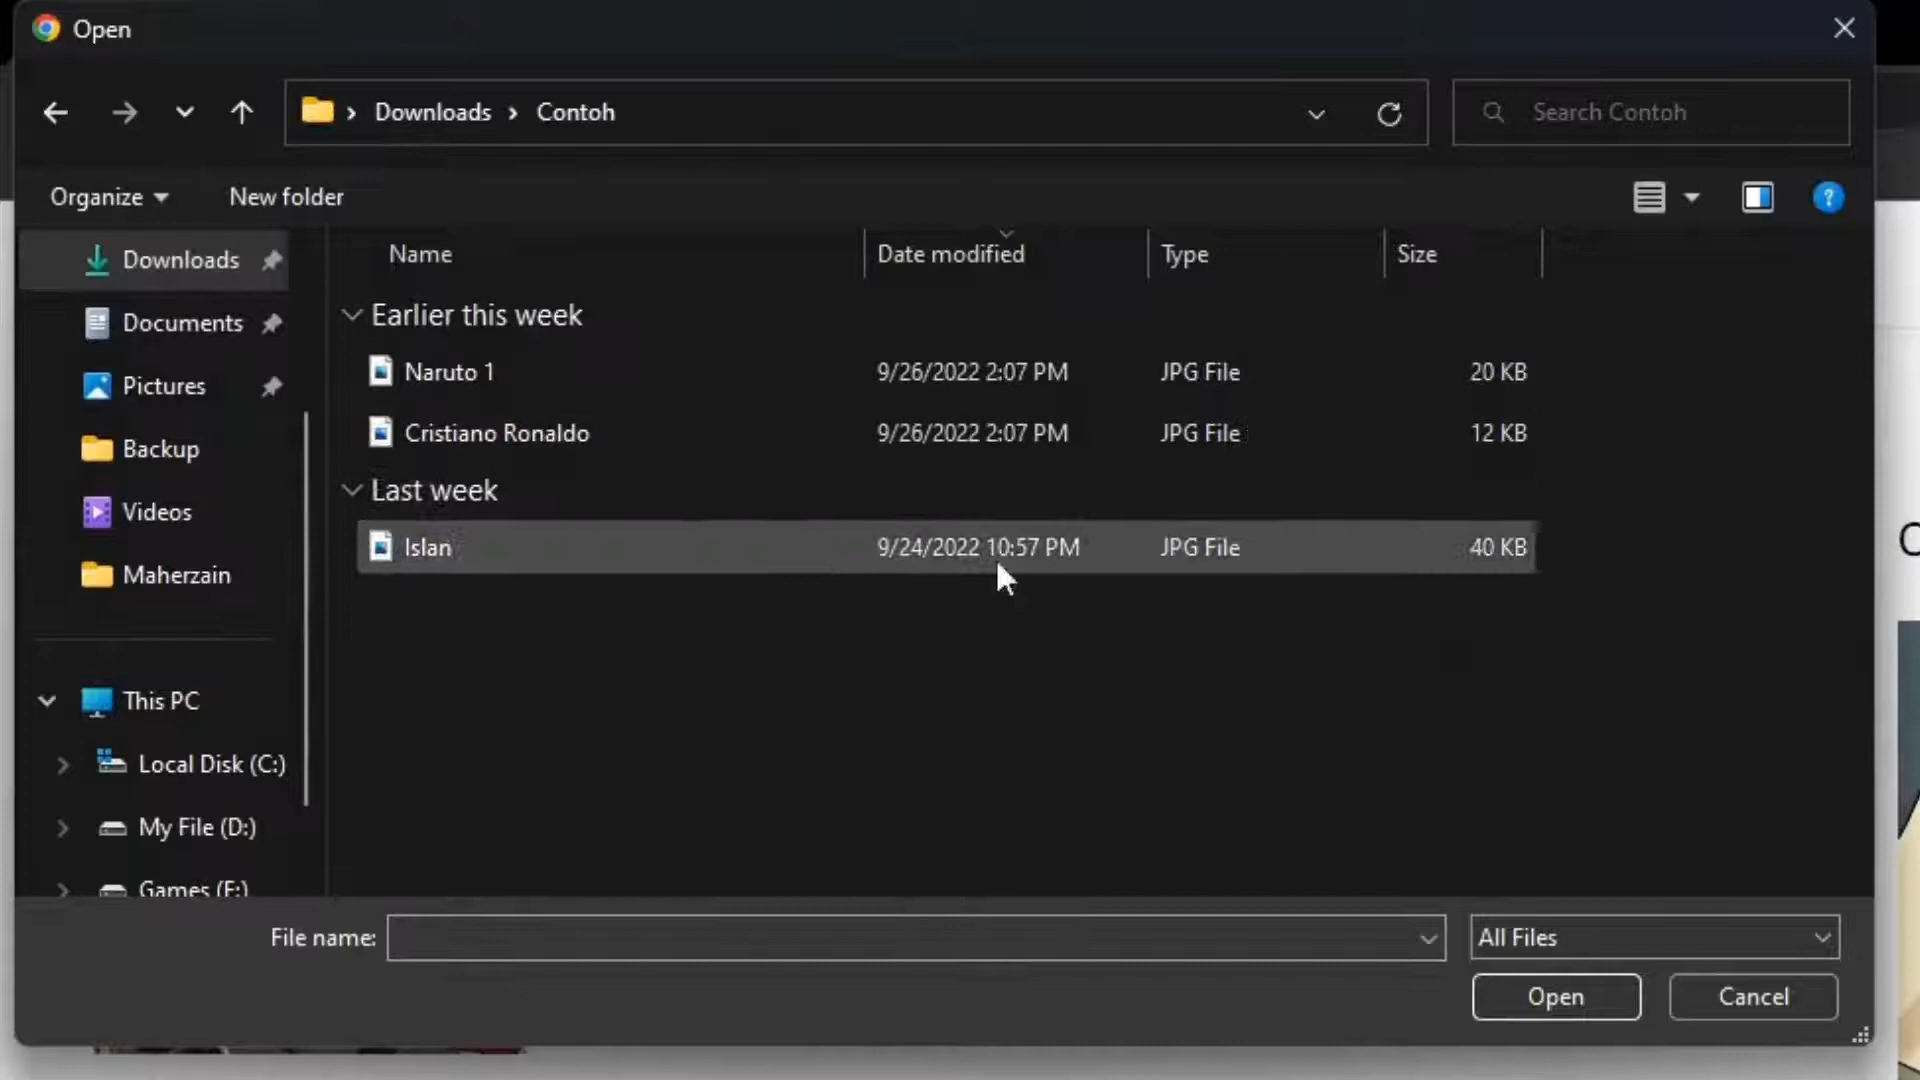 Open
Downloads Contoh
Search Contoh
Organize
New folder
?
Name Date modified Type Size
Downloads
Documents
Pictures
Backup
Videos
Maherzain
This PC
Local Disk (C:)
My File (D:)
Games (F:)
Earlier this week
Naruto 1 9/26/2022 2:07 PM JPG File 20 KB
Cristiano Ronaldo 9/26/2022 2:07 PM JPG File 12 KB
Last week
Islan 9/24/2022 10:57 PM JPG File 40 KB
File name:
All Files
Open
Cancel